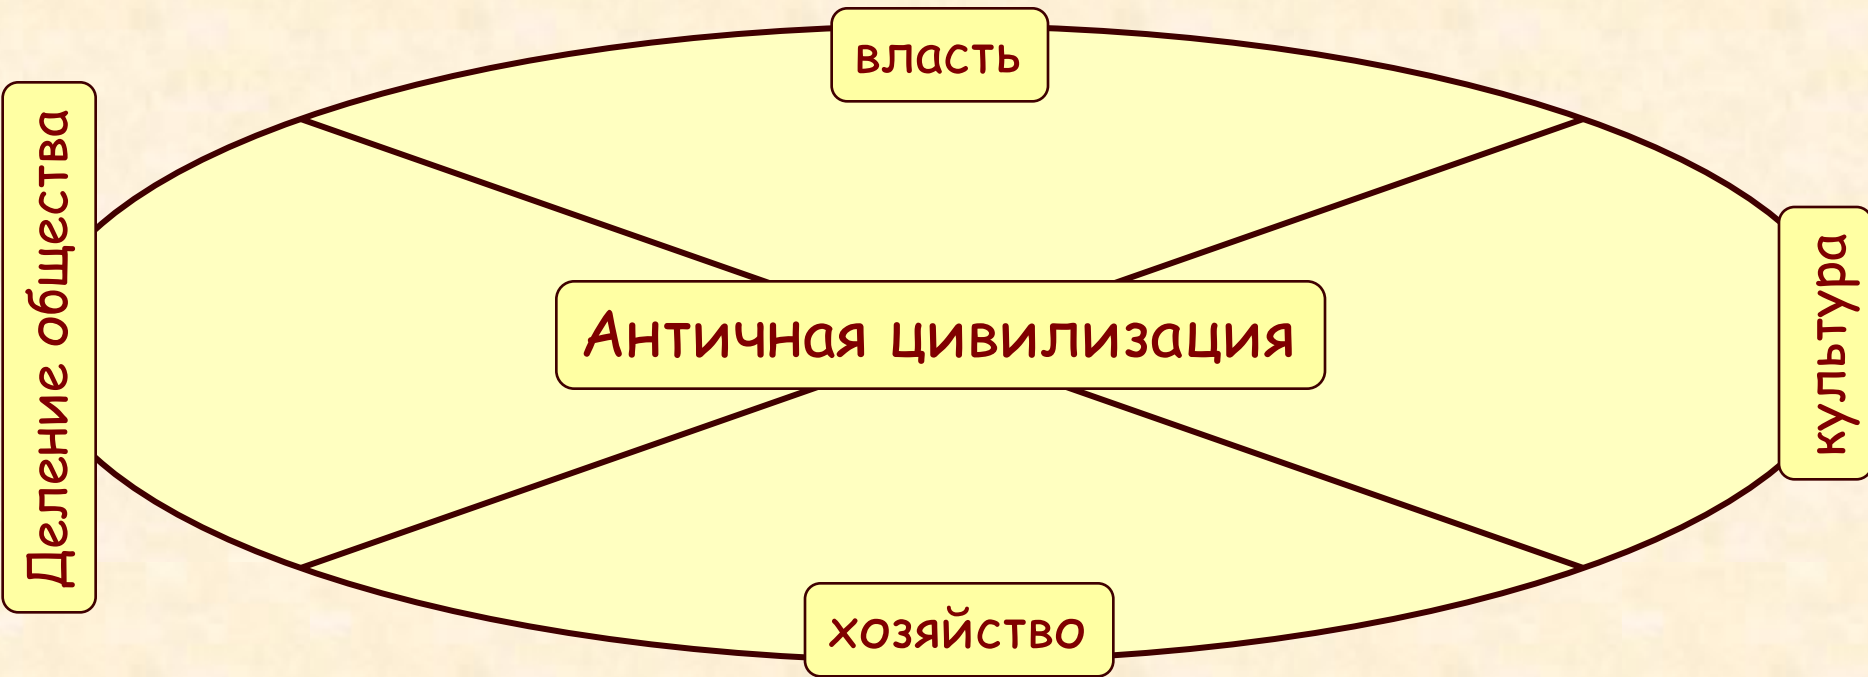 власть
Деление общества
Античная цивилизация
культура
хозяйство